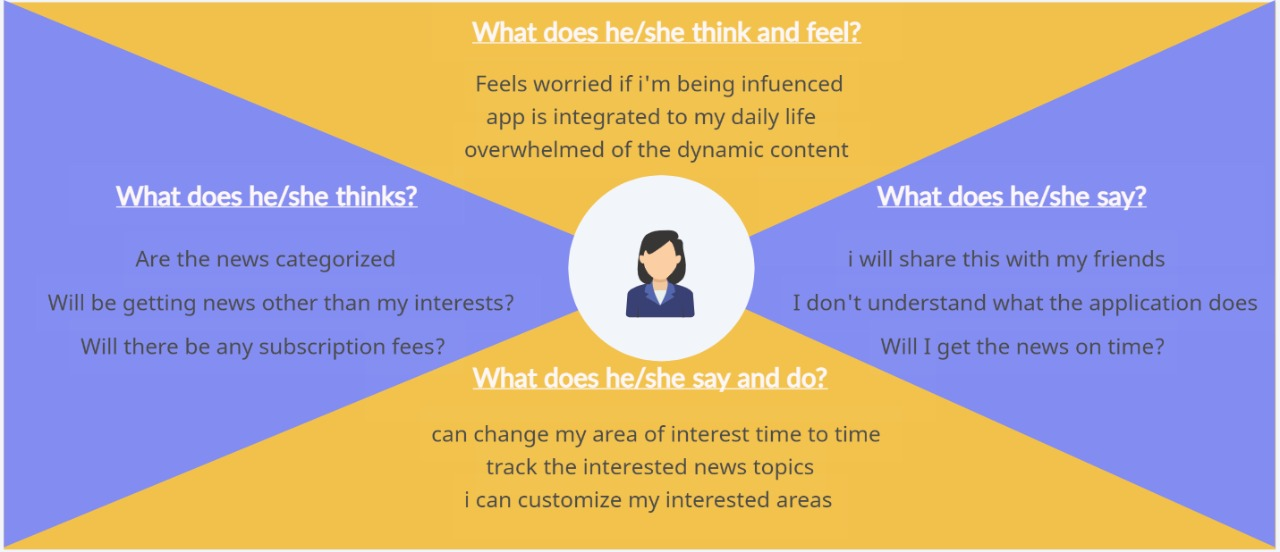 What does he/she think and feel?
Feels worried if i'm being infuenced
app is integrated to my daily life
overwhelmed of the dynamic content
What does he/she thinks?
Are the news categorized
Will be getting news other than my interests?
Will there be any subscription fees?
What does he/she say?
i will share this with my friends
I don't understand what the application does
Will I get the news on time?
What does he/she say and do?
can change my area of interest time to time
track the interested news topics
i can customize my interested areas